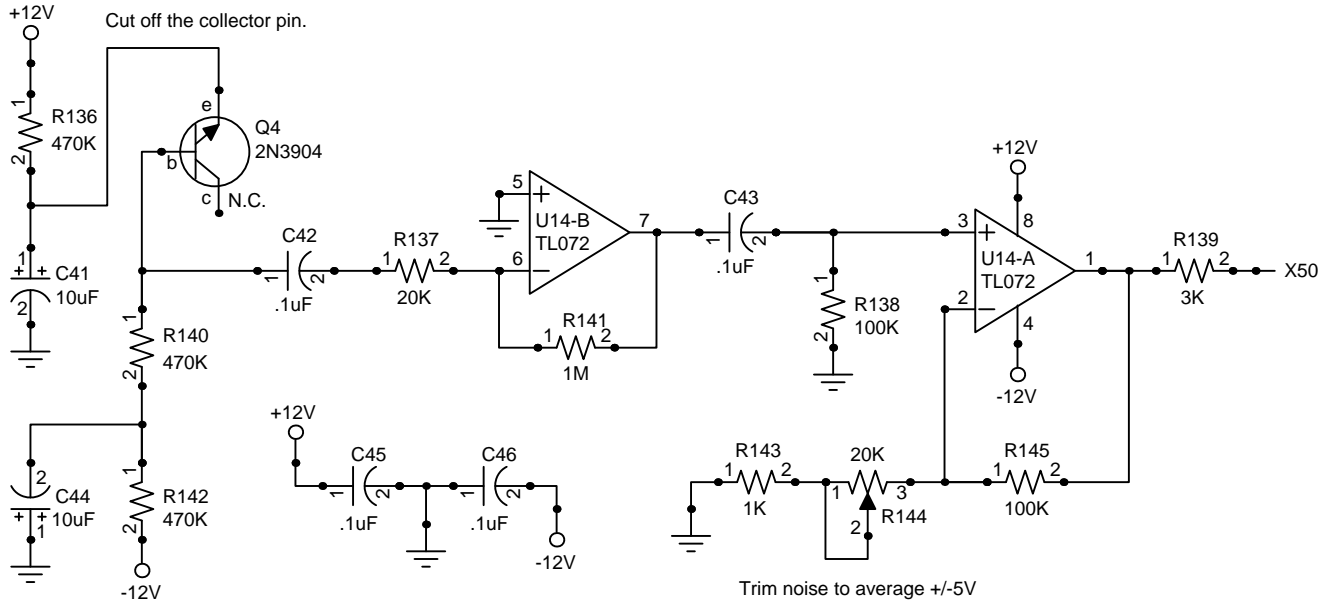 +12V
Cut off the collector pin.
1
R136
470K
2
e
Q4
2N3904
b
c
N.C.
1
+ +
C41
10uF
2
C42
1
2
.1uF
R137
1
2
20K
5
+
U14-B
TL072
6
-
7
R141
1
2
1M
C43
1
2
.1uF
1
R138
100K
2
+12V
8
3
+
U14-A
TL072
2
-
1
4
-12V
R139
1
2
3K
X50
1
R140
470K
2
2
C44
10uF
+ +
1
1
R142
470K
2
-12V
+12V
C45
1
2
.1uF
C46
1
2
.1uF
-12V
R143
1
2
1K
20K
1
3
2
R144
R145
1
2
100K
Trim noise to average +/-5V